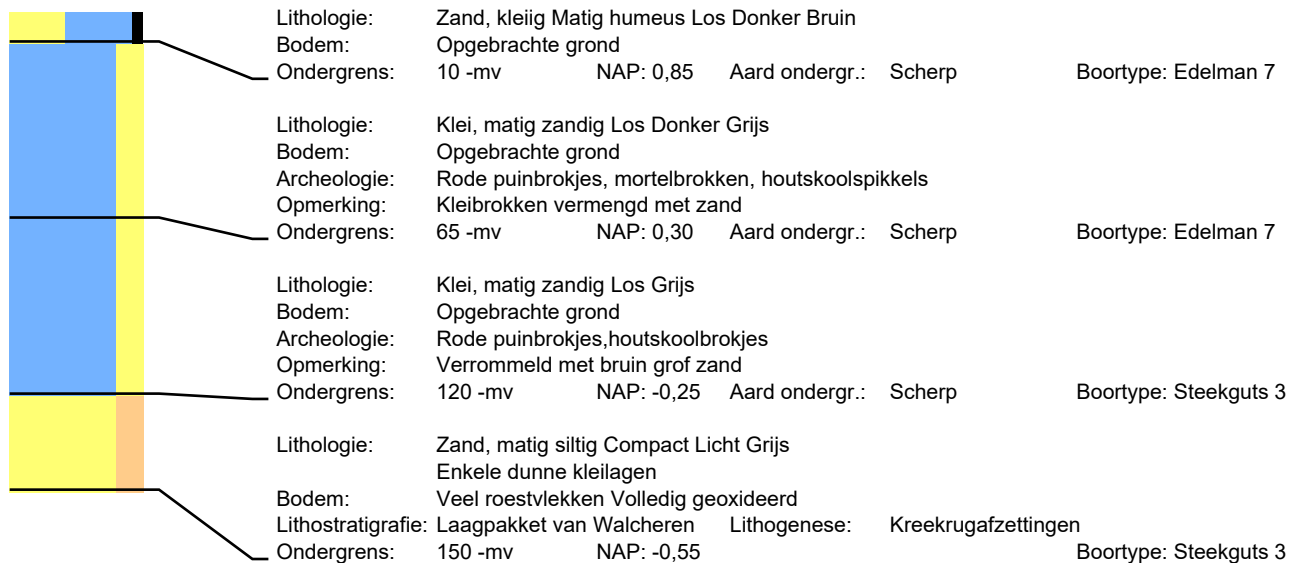 Lithologie: Zand, kleiig Matig humeus Los Donker Bruin
Bodem: Opgebrachte grond
Ondergrens: 10 -mv NAP: 0,85 Aard ondergr.: Scherp Boortype: Edelman 7
Lithologie: Klei, matig zandig Los Donker Grijs
Bodem: Opgebrachte grond
Archeologie: Rode puinbrokjes, mortelbrokken, houtskoolspikkels
Opmerking: Kleibrokken vermengd met zand
Ondergrens: 65 -mv NAP: 0,30 Aard ondergr.: Scherp Boortype: Edelman 7
Lithologie: Klei, matig zandig Los Grijs
Bodem: Opgebrachte grond
Archeologie: Rode puinbrokjes,houtskoolbrokjes
Opmerking: Verrommeld met bruin grof zand
Ondergrens: 120 -mv NAP: -0,25 Aard ondergr.: Scherp Boortype: Steekguts 3
Lithologie: Zand, matig siltig Compact Licht Grijs
Enkele dunne kleilagen
Bodem: Veel roestvlekken Volledig geoxideerd
Lithostratigrafie: Laagpakket van Walcheren Lithogenese: Kreekrugafzettingen
Ondergrens: 150 -mv NAP: -0,55 Boortype: Steekguts 3